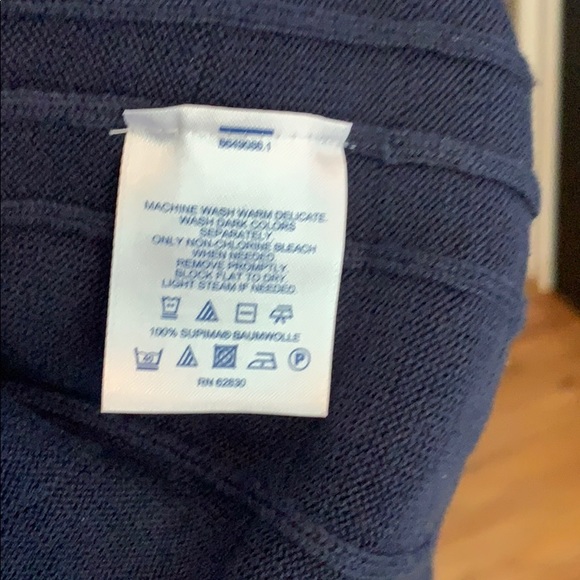 MACHINE WASH WARM DELICATE.
WASH DARK COLORS
SEPARATELY.
ONLY NON-CHLORINE BLEACH
WHEN NEEDED.
REMOVE PROMPTLY.
BLOCK FLAT TO DRY.
LIGHT STEAM IF NEEDED.
100% SUPIMA® BAUMWOLLE
40
P
RN 62830